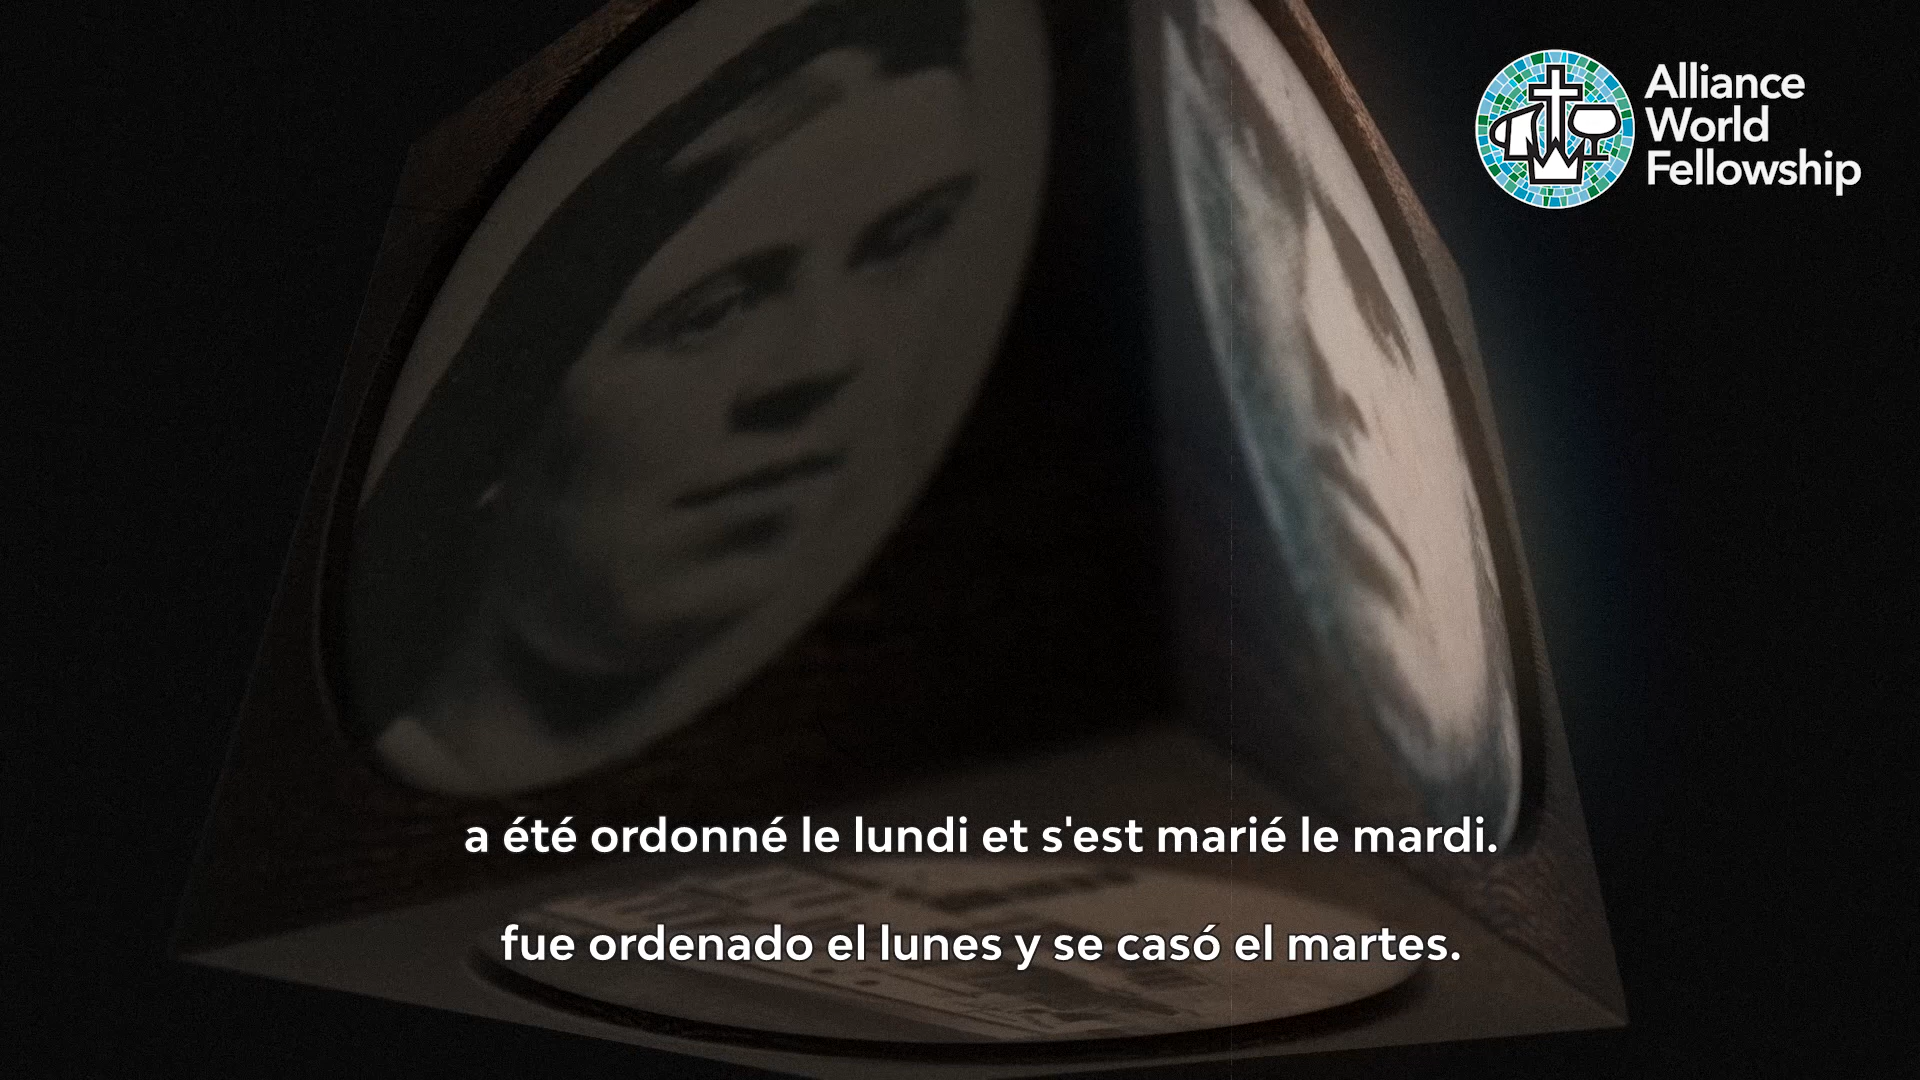 Alliance
World
Fellowship
a été ordonné le lundi et s'est marié le mardi.
fue ordenado el lunes y se casó el martes.